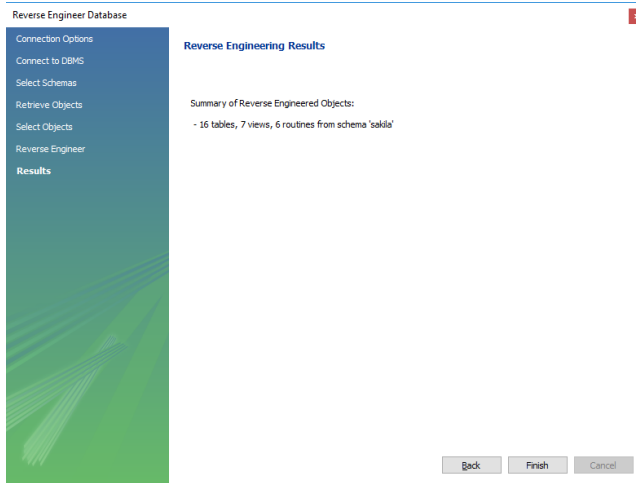 Reverse Engineer Database
Connection Options
Connect to DBMS
Select Schemas
Retrieve Objects
Select Objects
Reverse Engineer
Results
Reverse Engineering Results
Summary of Reverse Engineered Objects:
- 16 tables, 7 views, 6 routines from schema 'sakila'
Back
Finish
Cancel